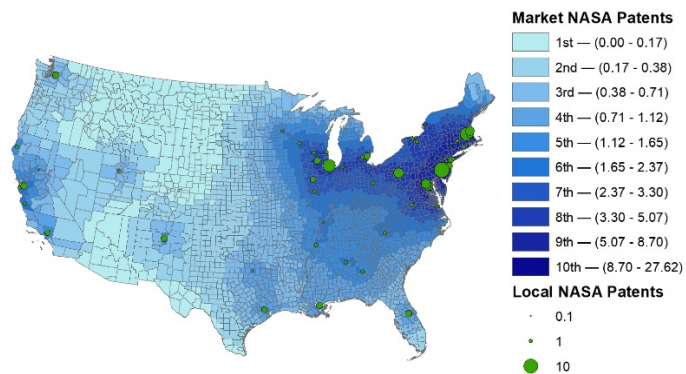 Market NASA Patents
1st — (0.00 - 0.17)
2nd — (0.17 - 0.38)
3rd — (0.38 - 0.71)
4th — (0.71 - 1.12)
5th — (1.12 - 1.65)
6th — (1.65 - 2.37)
7th — (2.37 - 3.30)
8th — (3.30 - 5.07)
9th — (5.07 - 8.70)
10th — (8.70 - 27.62)
Local NASA Patents
0.1
1
10